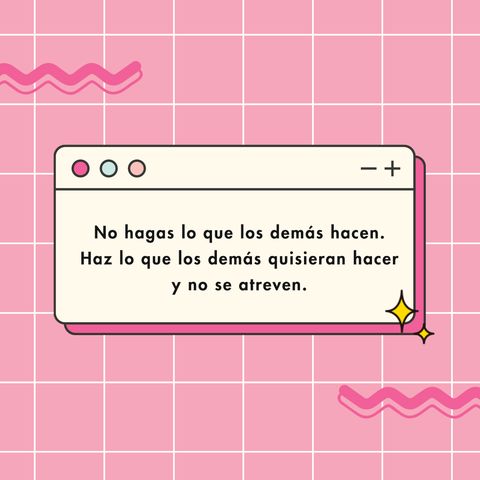 No hagas lo que los demás hacen.
Haz lo que los demás quisieran hacer
y no se atreven.